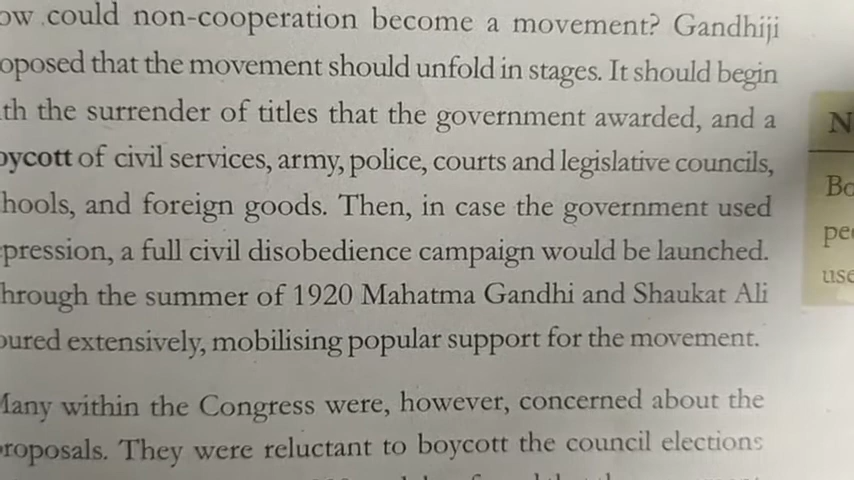 ow could non-cooperation become a movement? Gandhiji
oposed that the movement should unfold in stages. It should begin
th the surrender of titles that the government awarded, and a
oycott of civil services, army, police, courts and legislative councils,
hools, and foreign goods. Then, in case the government used
pression, a full civil disobedience campaign would be launched.
hrough the summer of 1920 Mahatma Gandhi and Shaukat Ali
oured extensively, mobilising popular support for the movement.
Many within the Congress were, however, concerned about the
roposals. They were reluctant to boycott the council elections
N
Bo
pe
use